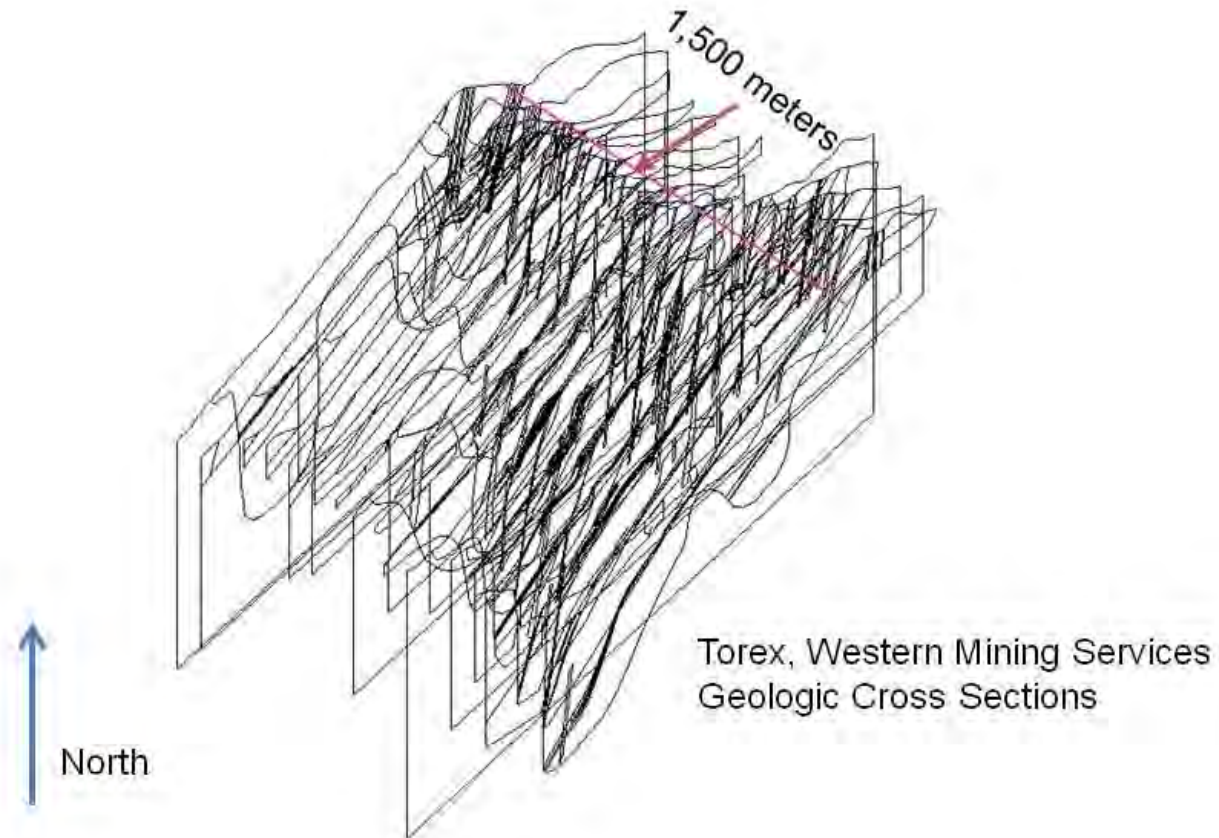 1,500 meters
Torex, Western Mining Services
Geologic Cross Sections
North